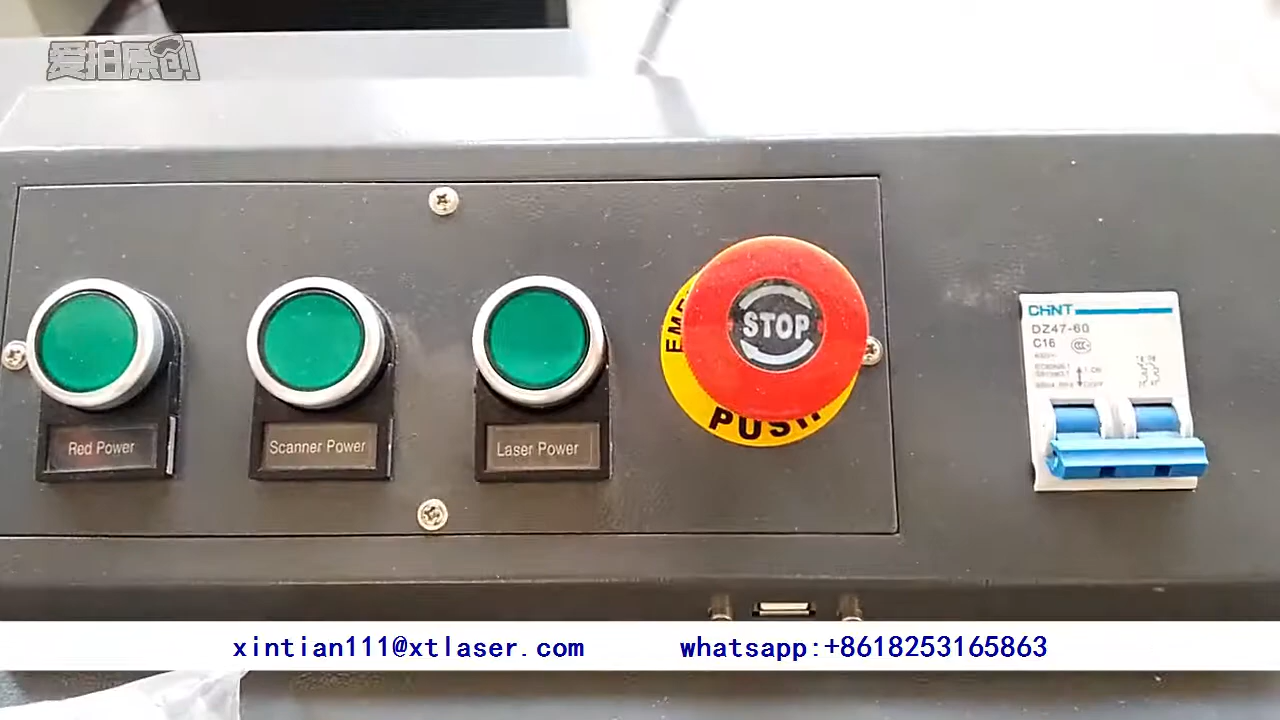 爱拍原创
Red Power
Scanner Power
Laser Power
STOP
PUSH
CHNT
DZ47-60
C16
xintian111@xtlaser.com whatsapp:+8618253165863